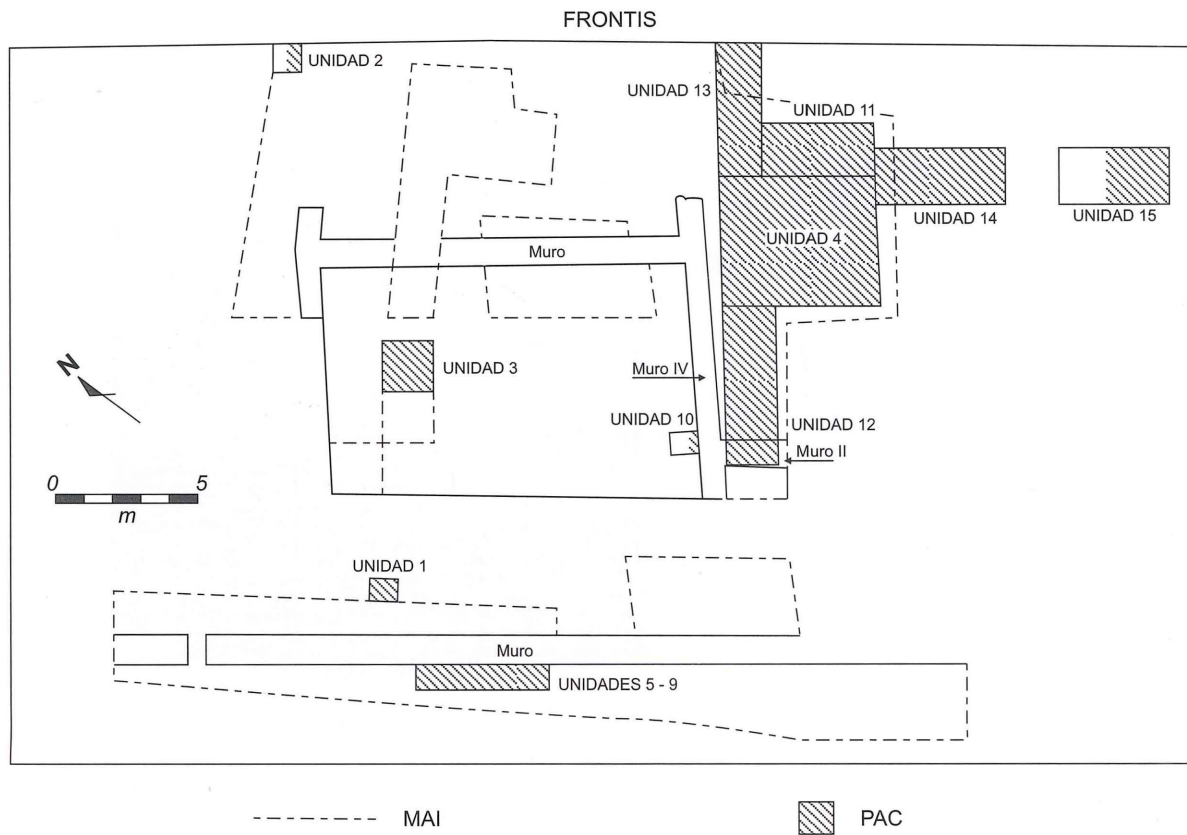 FRONTIS
UNIDAD 2
UNIDAD 13
UNIDAD 11
UNIDAD 14
UNIDAD 15
UNIDAD 4
Muro
UNIDAD 3
Muro IV
N
UNIDAD 10
UNIDAD 12
Muro II
0 5
m
UNIDAD 1
Muro
UNIDADES 5 - 9
MAI
PAC